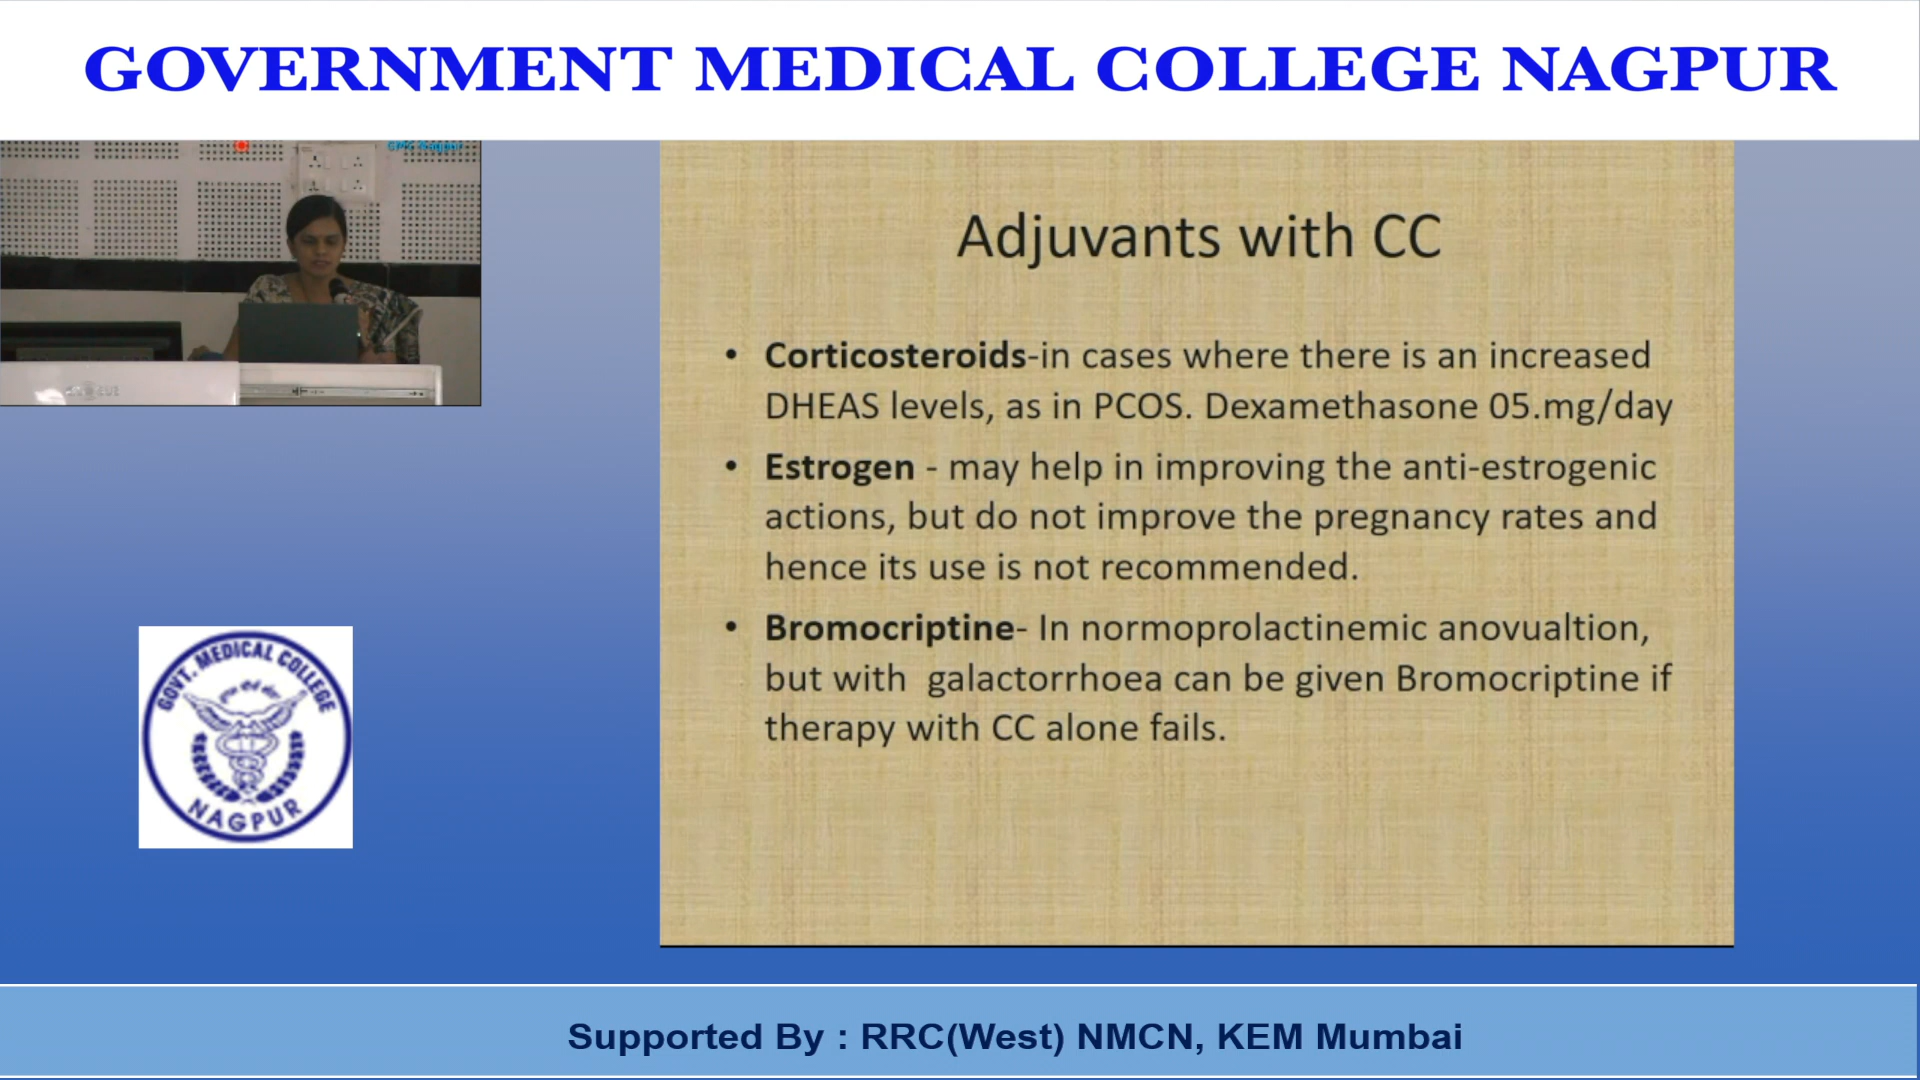 GOVERNMENT MEDICAL COLLEGE NAGPUR
GMC Nagpur
Adjuvants with CC
• Corticosteroids-in cases where there is an increased
DHEAS levels, as in PCOS. Dexamethasone 05.mg/day
• Estrogen - may help in improving the anti-estrogenic
actions, but do not improve the pregnancy rates and
hence its use is not recommended.
• Bromocriptine- In normoprolactinemic anovualtion,
but with galactorrhoea can be given Bromocriptine if
therapy with CC alone fails.
GOVT. MEDICAL COLLEGE
NAGPUR
Supported By : RRC(West) NMCN, KEM Mumbai